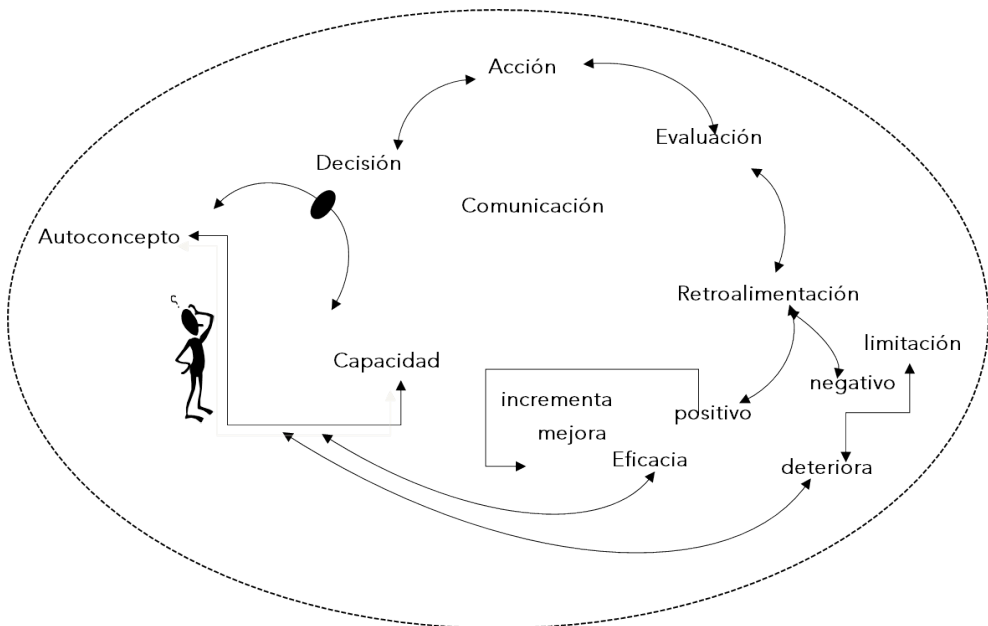 Acción
Evaluación
Decisión
Comunicación
Autoconcepto
Retroalimentación
limitación
Capacidad
negativo
incrementa
positivo
mejora
Eficacia
deteriora